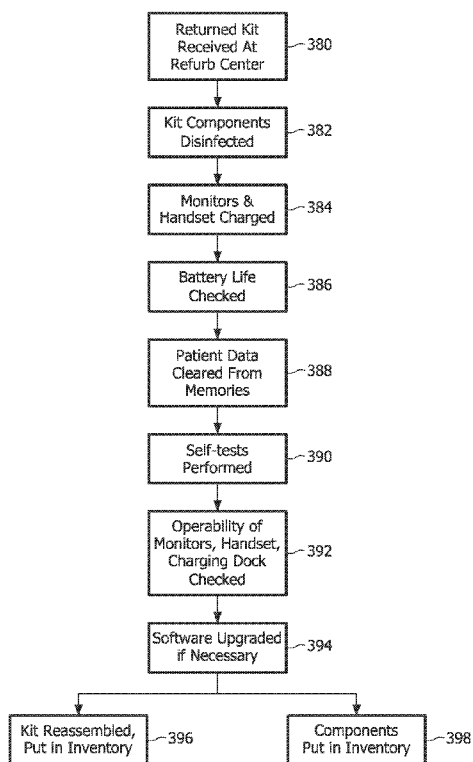 Returned Kit
Received At
Refurb Center
380
Kit Components
Disinfected
382
Monitors &
Handset Charged
384
Battery Life
Checked
386
Patient Data
Cleared From
Memories
388
Self-tests
Performed
390
Operability of
Monitors, Handset,
Charging Dock
Checked
392
Software Upgraded
if Necessary
394
Kit Reassembled,
Put in Inventory
396
Components
Put in Inventory
398